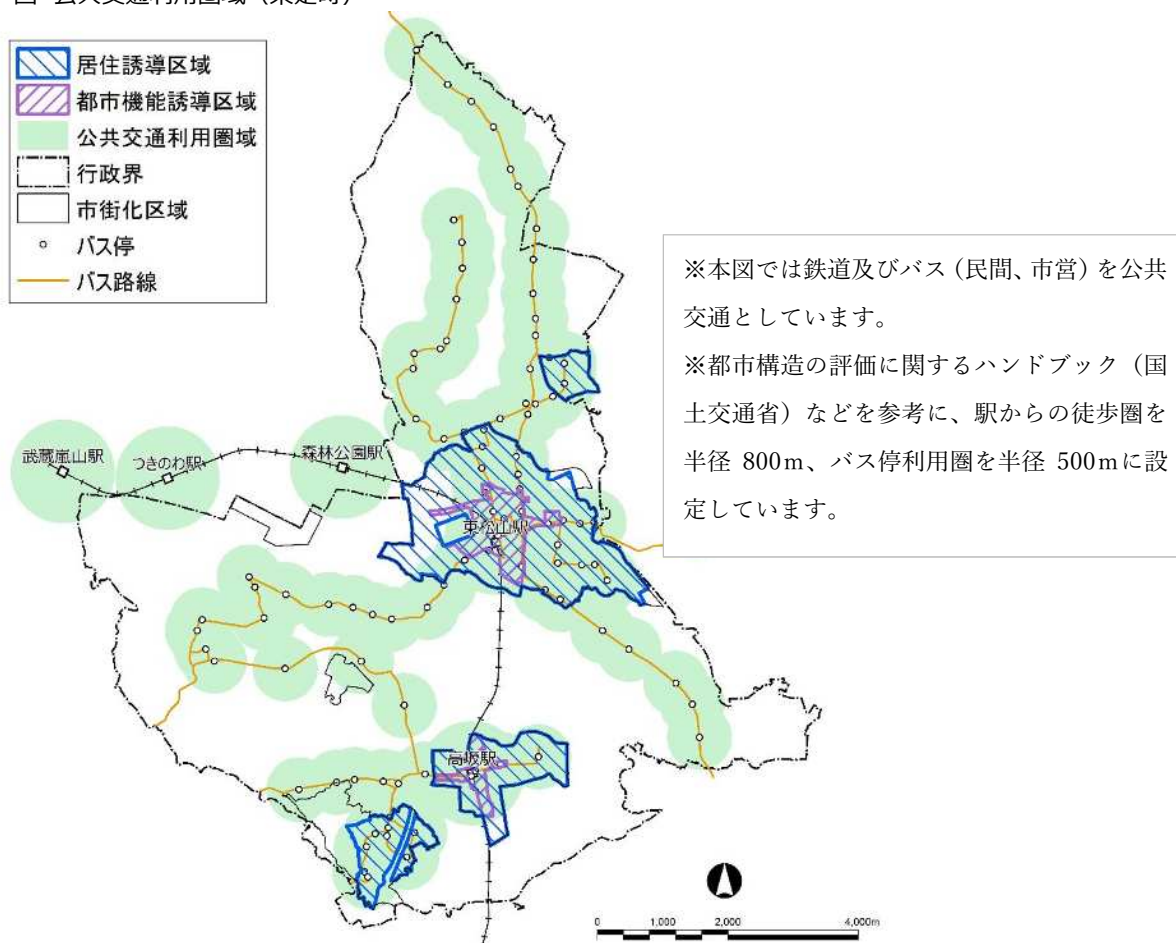 居住誘導区域
都市機能誘導区域
公共交通利用圏域
行政界
市街化区域
バス停
バス路線
※本図では鉄道及びバス（民間、市営）を公共
交通としています。
※都市構造の評価に関するハンドブック（国
土交通省）などを参考に、駅からの徒歩圏を
半径 800ｍ、バス停利用圏を半径 500ｍに設
定しています。
武蔵嵐山駅
つきのわ駅
森林公園駅
東松山駅
高坂駅
0 1,000 2,000 4,000m